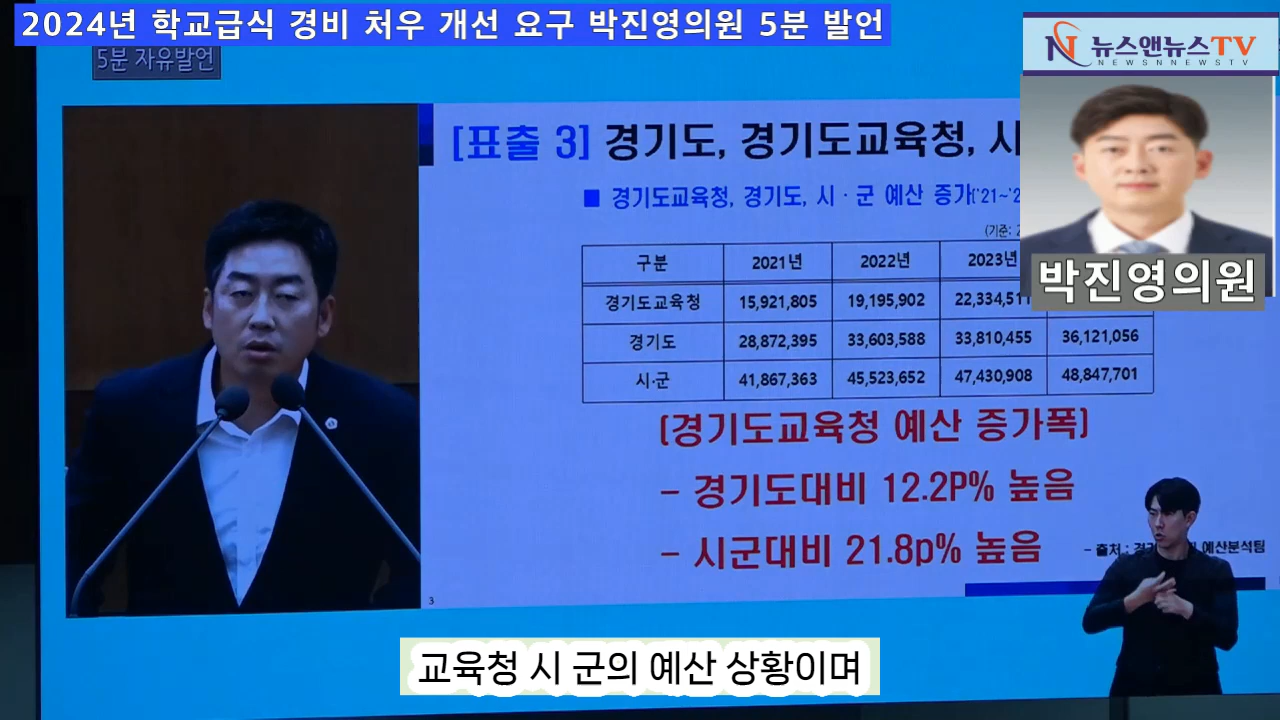 2024년 학교급식 경비 처우 개선 요구 박진영의원 5분 발언
뉴스앤뉴스TV
NEWSNNEWSTV
5분 자유발언
[표출 3] 경기도, 경기도교육청, 시
■ 경기도교육청, 경기도, 시·군 예산 증가('21~'2
(기준: 2
구분 2021년 2022년 2023년
경기도교육청 15,921,805 19,195,902 22,334,511
경기도 28,872,395 33,603,588 33,810,455 36,121,056
시·군 41,867,363 45,523,652 47,430,908 48,847,701
박진영의원
[경기도교육청 예산 증가폭]
- 경기도대비 12.2P% 높음
- 시군대비 21.8p% 높음
- 출처 : 예산분석팀
3
교육청 시 군의 예산 상황이며